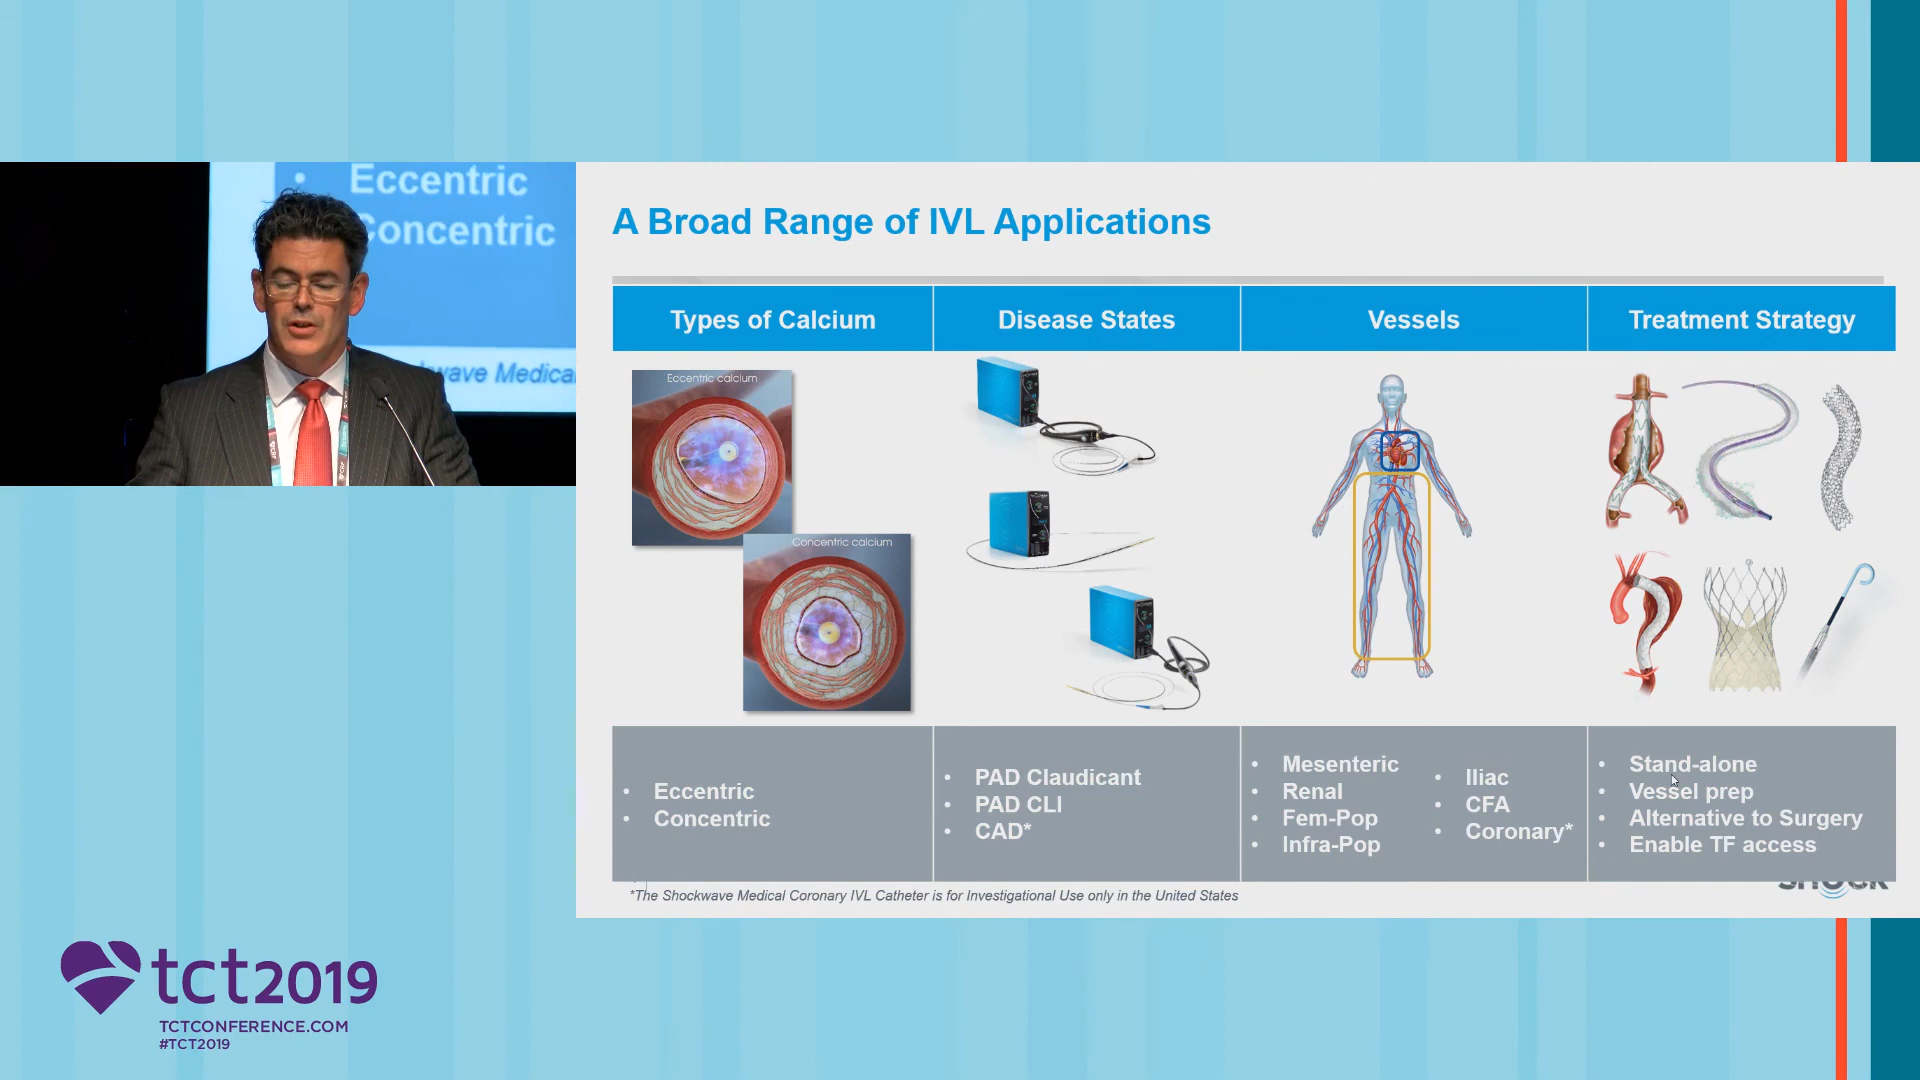 Eccentric
Concentric
wave Medica
A Broad Range of IVL Applications
Types of Calcium
Disease States
Vessels
Treatment Strategy
Eccentric calcium
Concentric calcium
• Eccentric
• Concentric
• PAD Claudicant
• PAD CLI
• CAD*
• Mesenteric
• Renal
• Fem-Pop
• Infra-Pop
• Iliac
• CFA
• Coronary*
• Stand-alone
• Vessel prep
• Alternative to Surgery
• Enable TF access
*The Shockwave Medical Coronary IVL Catheter is for Investigational Use only in the United States
SHOCK
tct2019
TCTCONFERENCE.COM
#TCT2019